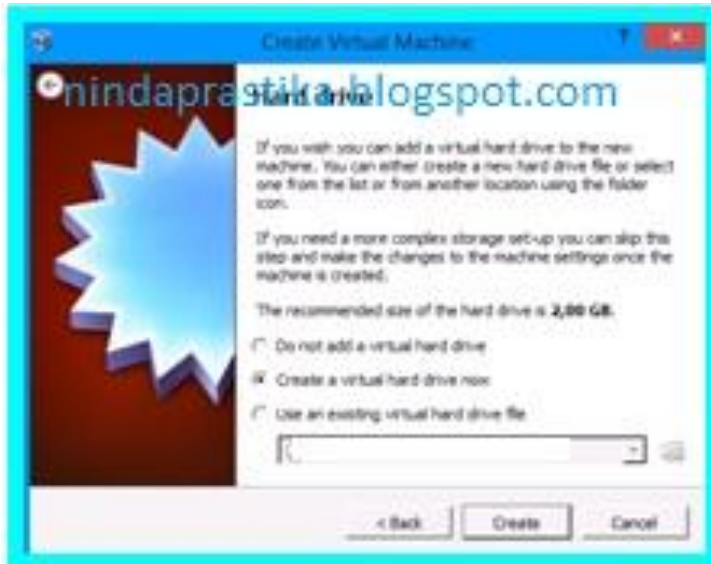 Create Virtual Machine
?
nindaprastika.blogspot.com
Hard drive
If you wish you can add a virtual hard drive to the new
machine. You can either create a new hard drive file or select
one from the list or from another location using the folder
icon.
If you need a more complex storage set-up you can skip this
step and make the changes to the machine settings once the
machine is created.
The recommended size of the hard drive is 2,00 GB.
Do not add a virtual hard drive
Create a virtual hard drive now
Use an existing virtual hard drive file
< Back
Create
Cancel